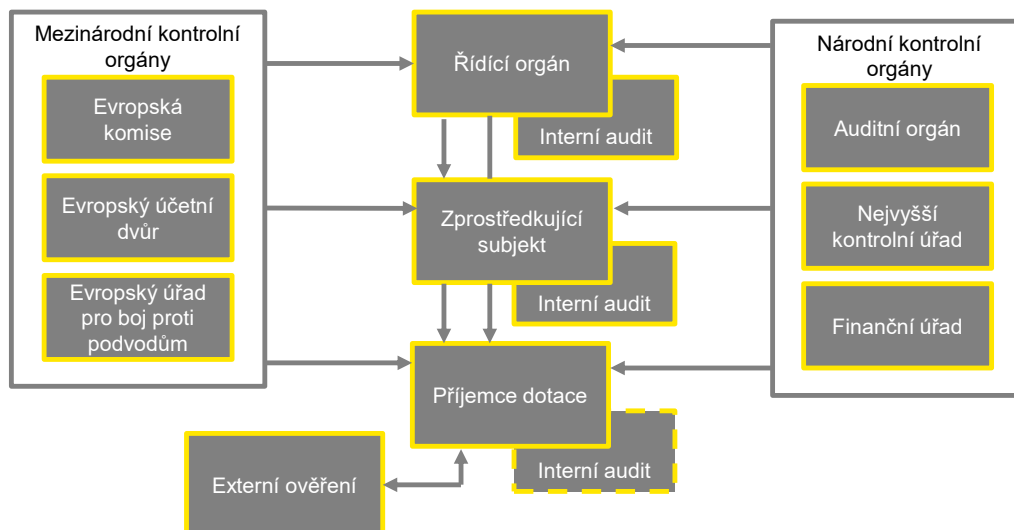 Mezinárodní kontrolní
orgány
Evropská
komise
Evropský účetní
dvůr
Evropský úřad
pro boj proti
podvodům
Řídící orgán
Interní audit
Zprostředkující
subjekt
Interní audit
Příjemce dotace
Interní audit
Externí ověření
Národní kontrolní
orgány
Auditní orgán
Nejvyšší
kontrolní úřad
Finanční úřad